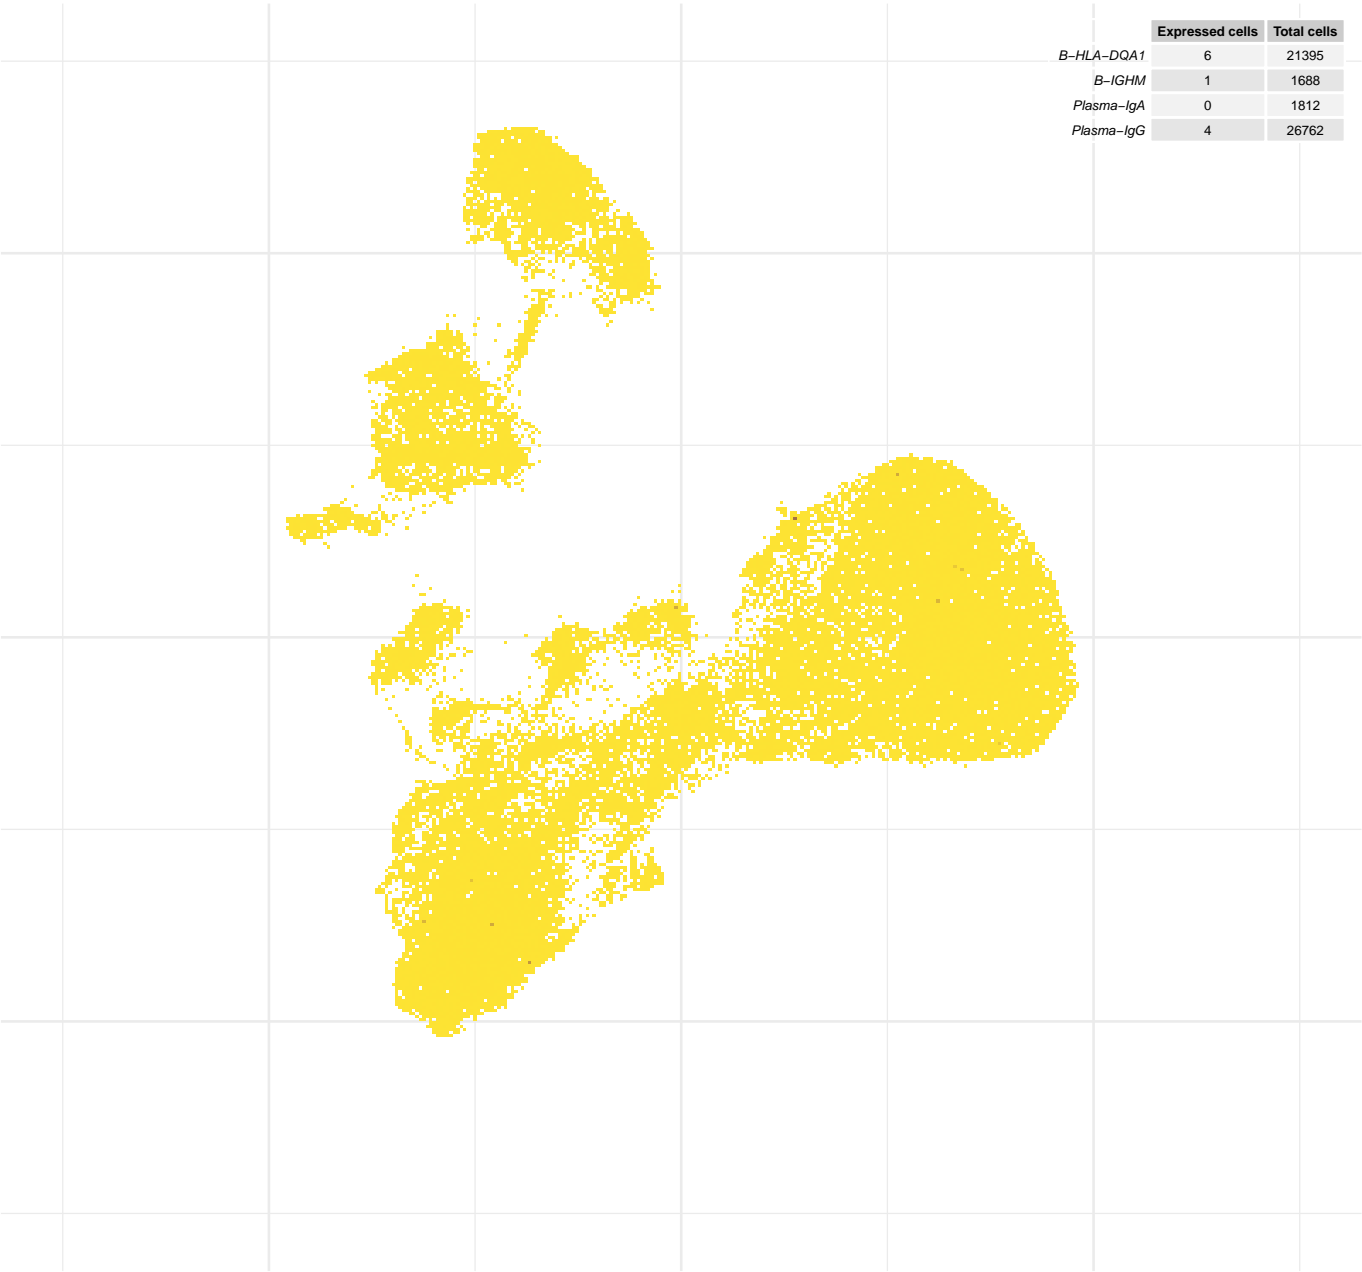 Expressed cells Total cells
B−HLA−DQA1 6 21395
B−IGHM 1 1688
Plasma−IgA 0 1812
Plasma−IgG 4 26762